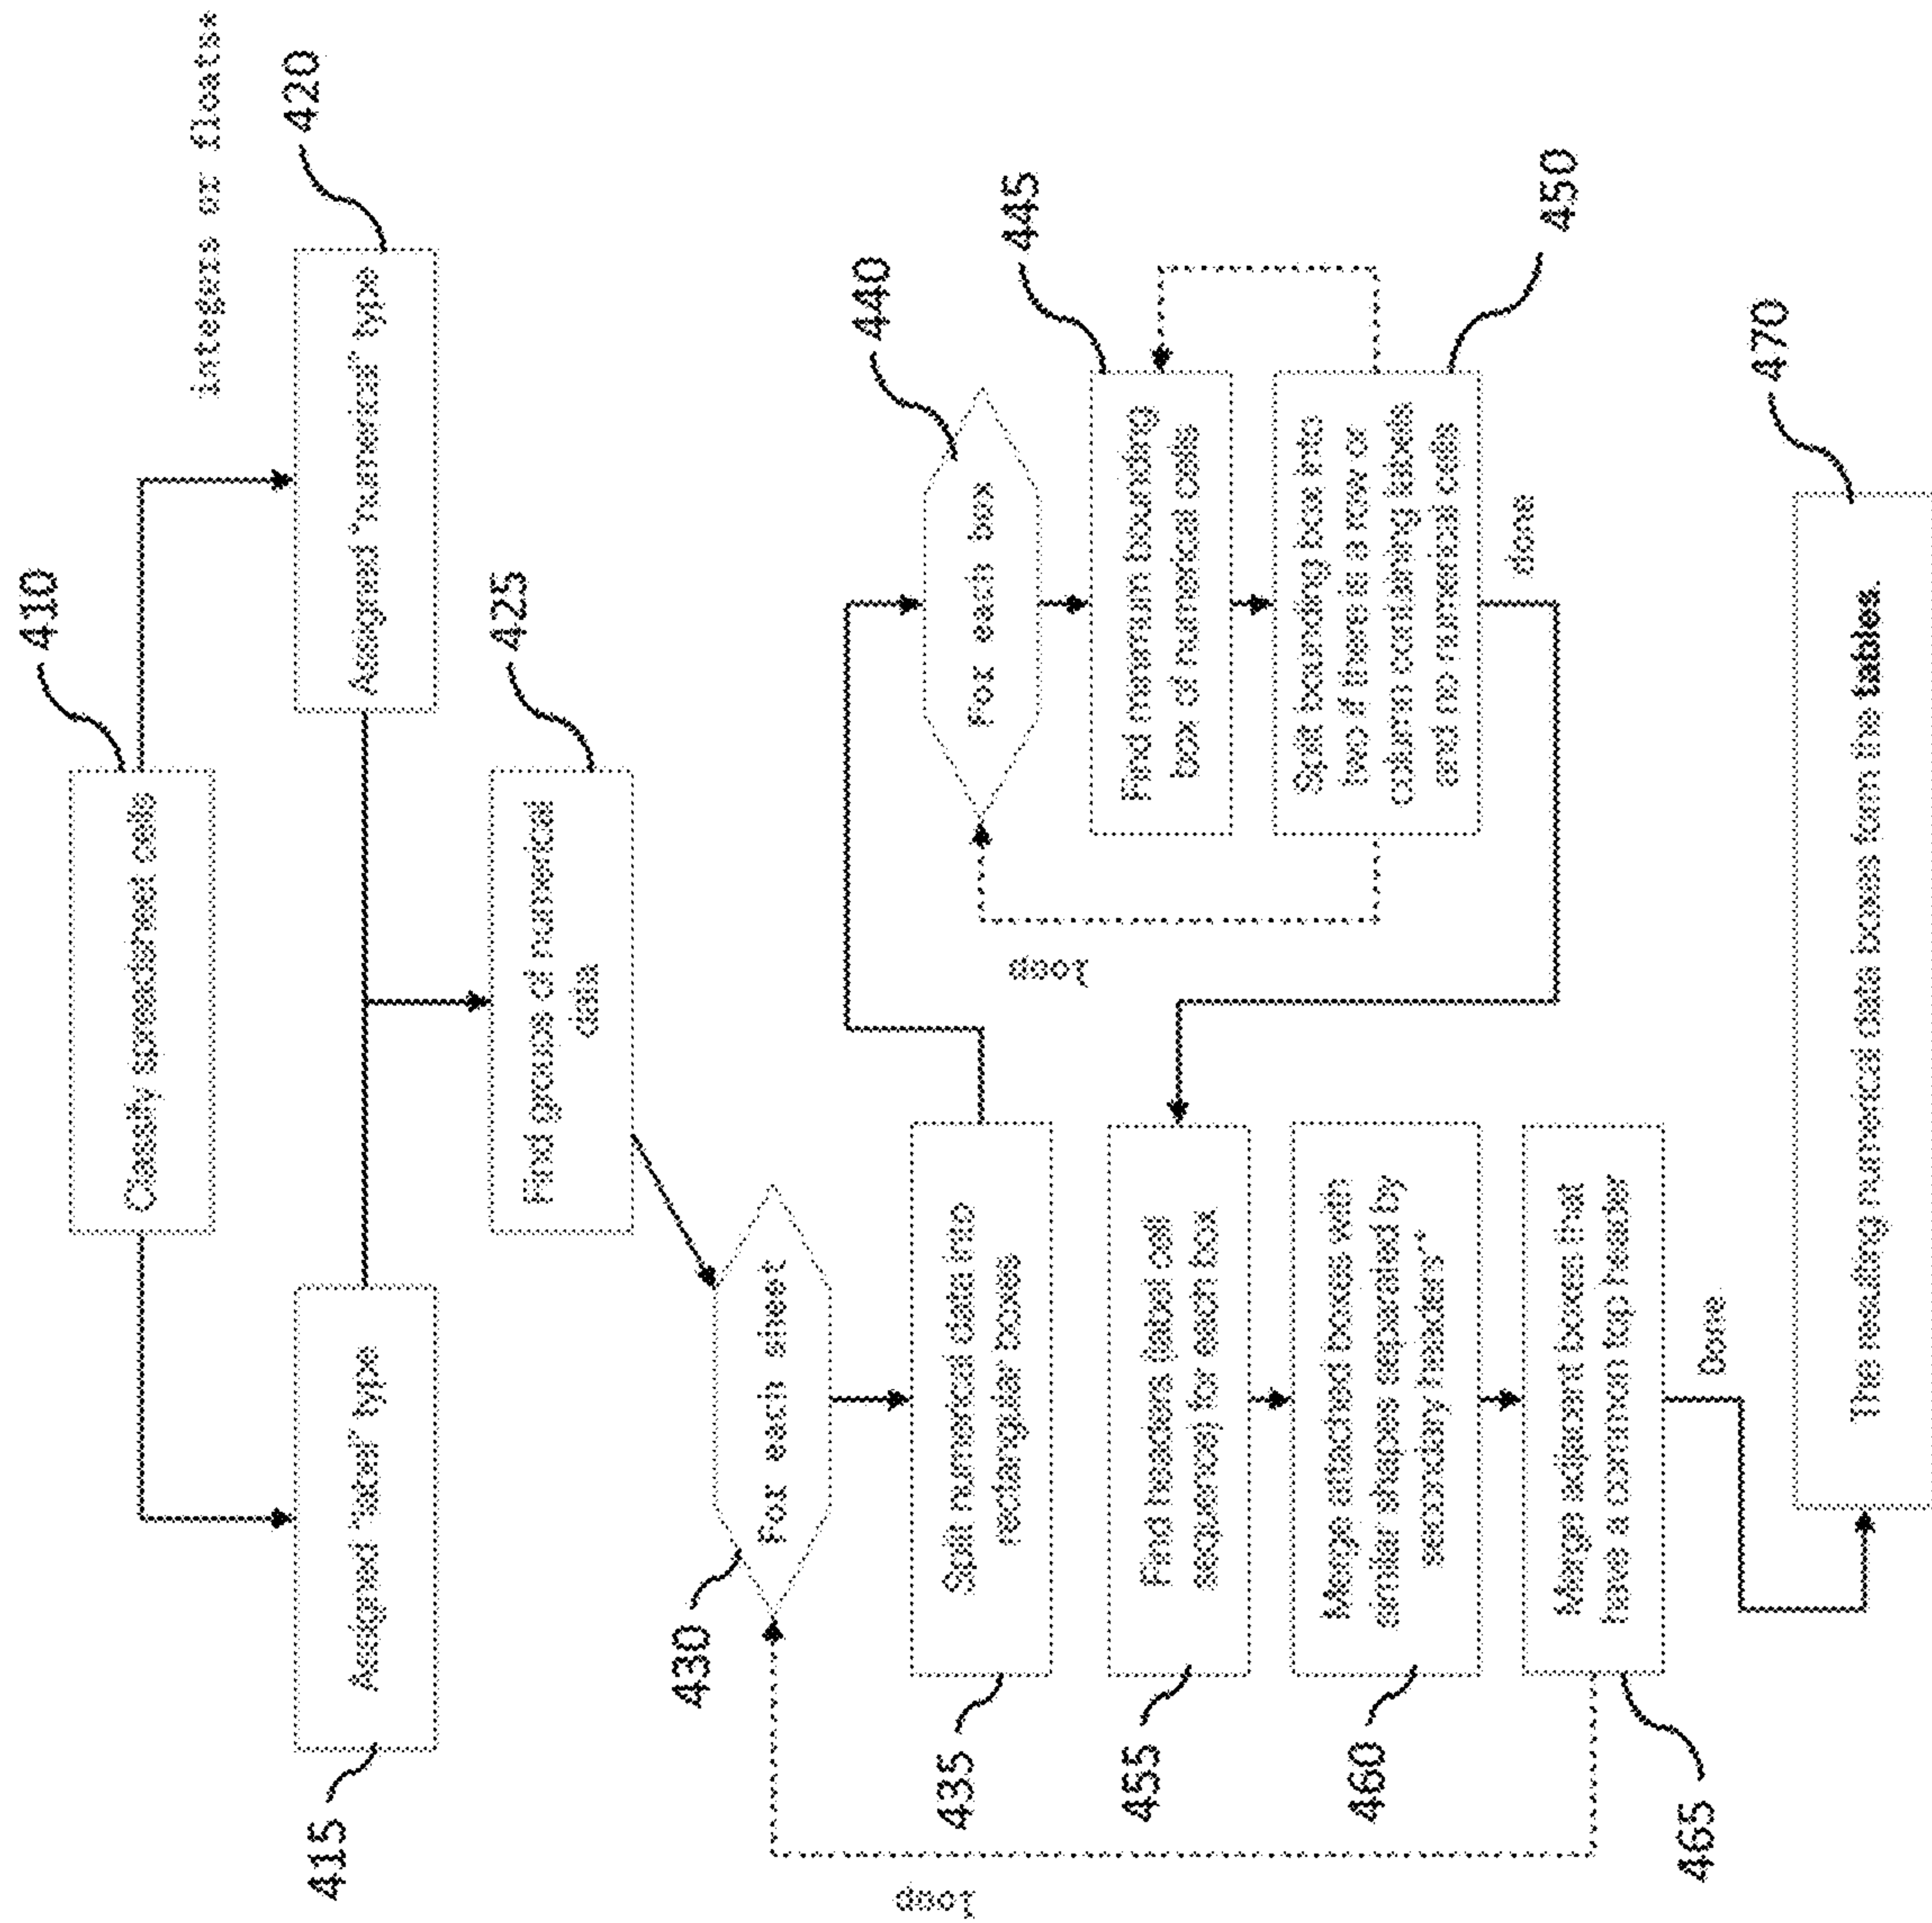 410
Classify spreadsheet cells
integers or floats*
415
Assigned "label" type
Assigned "numerical" type
420
425
Find groups of numerical
data
430
For each sheet
loop
435
Split numerical data into
rectangular boxes
440
For each box
loop
445
Find minimum bounding
box of numerical cells
450
Split bounding box into
two if there is a row or
column containing labels
and no numerical cells
done
455
Find headers (label cell
sequence) for each box
460
Merge attached boxes with
similar shapes separated by
secondary headers**
465
Merge adjacent boxes that
have a common top header
Done
470
The resulting numerical data boxes form the tables.